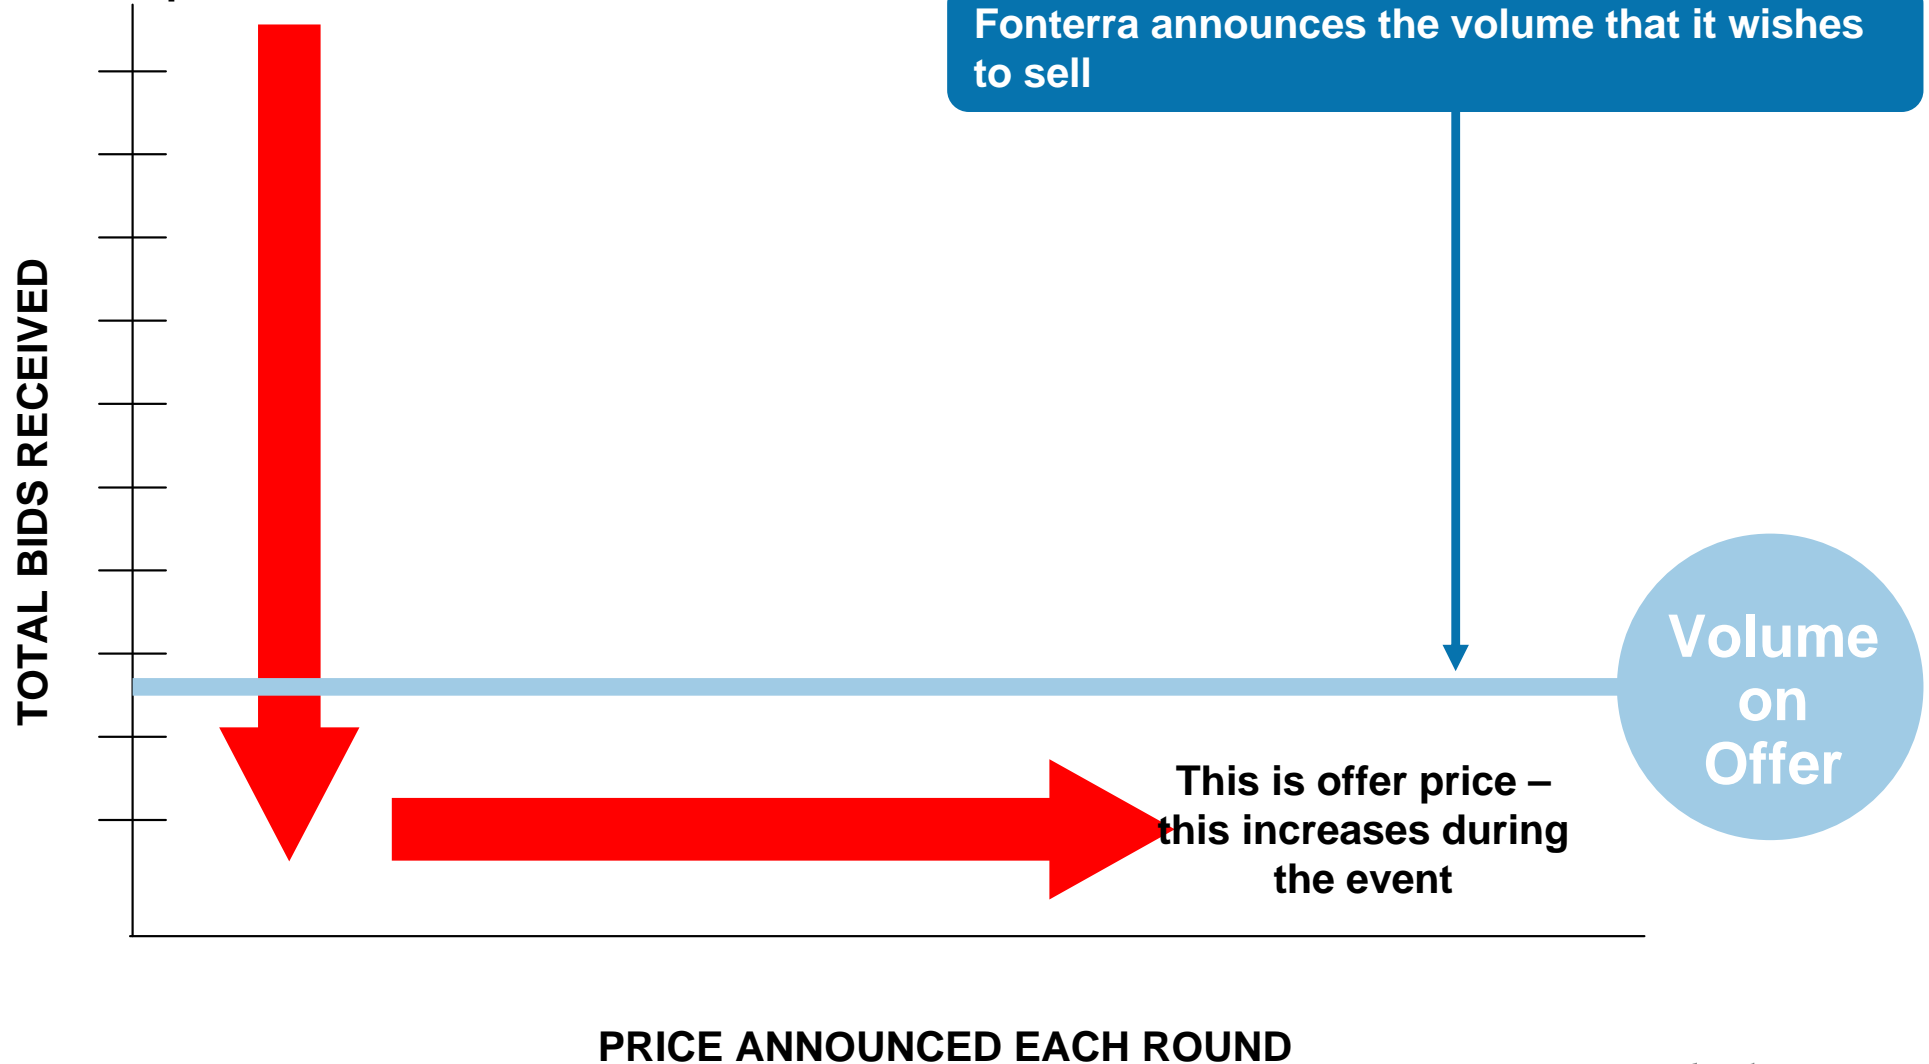 Fonterra announces the volume that it wishes
to sell
TOTAL BIDS RECEIVED
Volume
on
Offer
This is offer price –
this increases during
the event
PRICE ANNOUNCED EACH ROUND